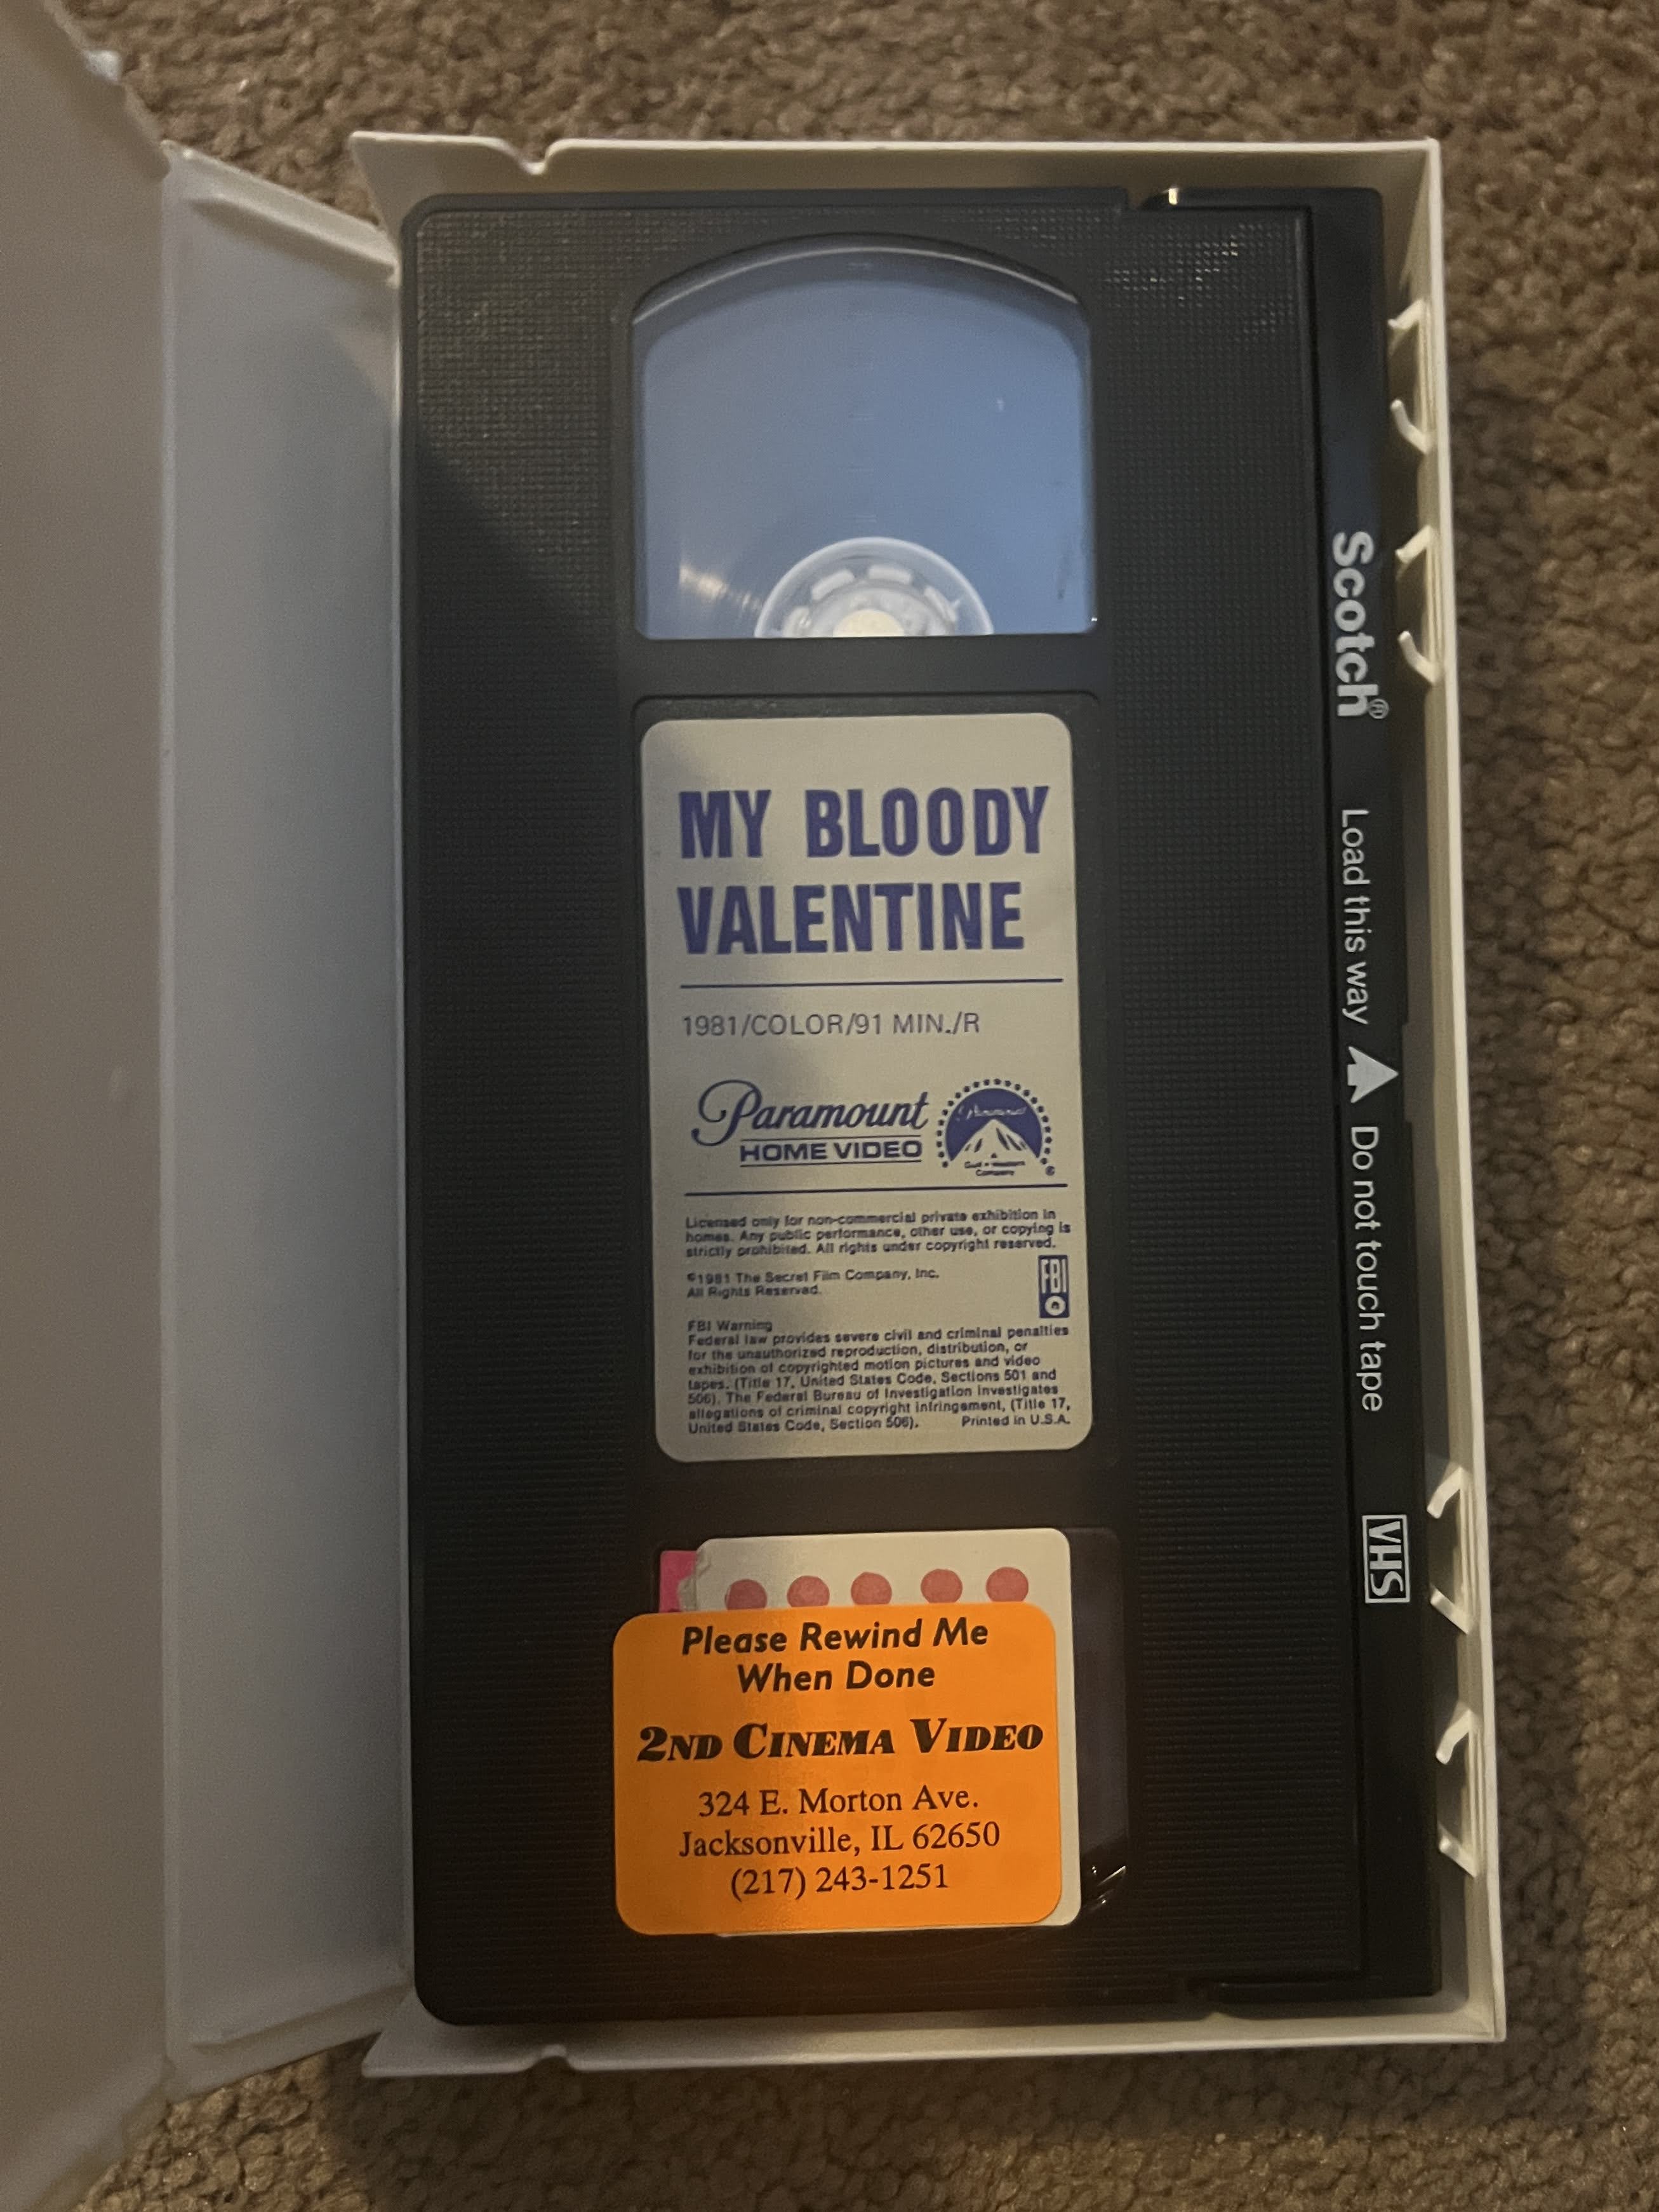 MY BLOODY
VALENTINE
1981/COLOR/91 MIN./R
Paramount
HOME VIDEO
Paramount
Gulf + Western
Company
®
Licensed only for non-commercial private exhibition in
homes. Any public performance, other use, or copying is
strictly prohibited. All rights under copyright reserved.
©1981 The Secret Film Company, Inc.
All Rights Reserved.
FBI
FBI Warning
Federal law provides severe civil and criminal penalties
for the unauthorized reproduction, distribution, or
exhibition of copyrighted motion pictures and video
tapes. (Title 17, United States Code, Sections 501 and
506). The Federal Bureau of Investigation investigates
allegations of criminal copyright infringement, (Title 17,
United States Code, Section 506). Printed in U.S.A.
Please Rewind Me
When Done
2ND CINEMA VIDEO
324 E. Morton Ave.
Jacksonville, IL 62650
(217) 243-1251
Scotch® Load this way Do not touch tape VHS